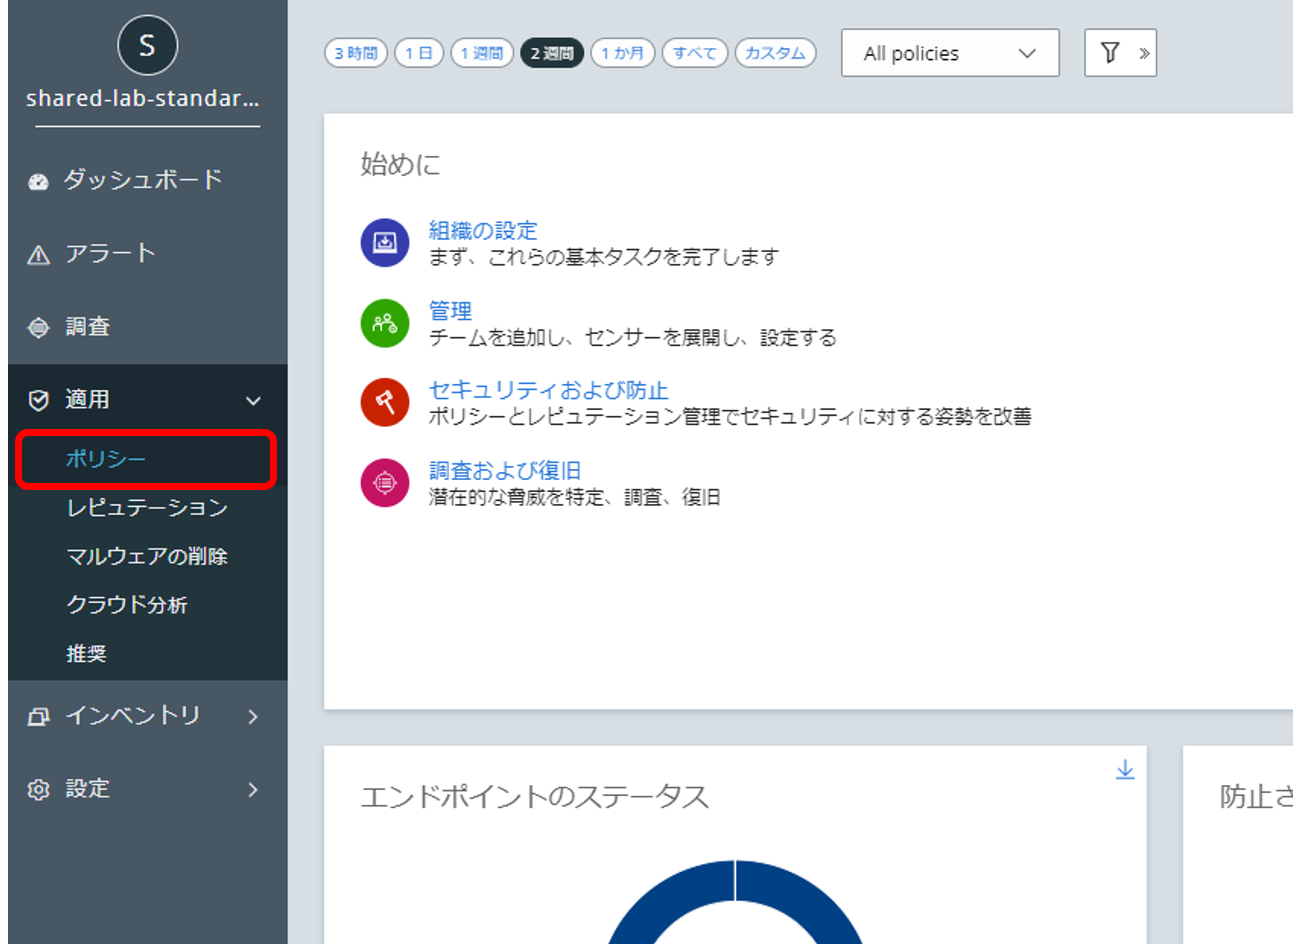 S
shared-lab-standar...
ダッシュボード
アラート
調査
適用
ポリシー
レピュテーション
マルウェアの削除
クラウド分析
推奨
インベントリ
設定
3 時間
1 日
1 週間
2 週間
1 か月
すべて
カスタム
All policies
始めに
組織の設定
まず、これらの基本タスクを完了します
管理
チームを追加し、センサーを展開し、設定する
セキュリティおよび防止
ポリシーとレピュテーション管理でセキュリティに対する姿勢を改善
調査および復旧
潜在的な脅威を特定、調査、復旧
エンドポイントのステータス
防止さ